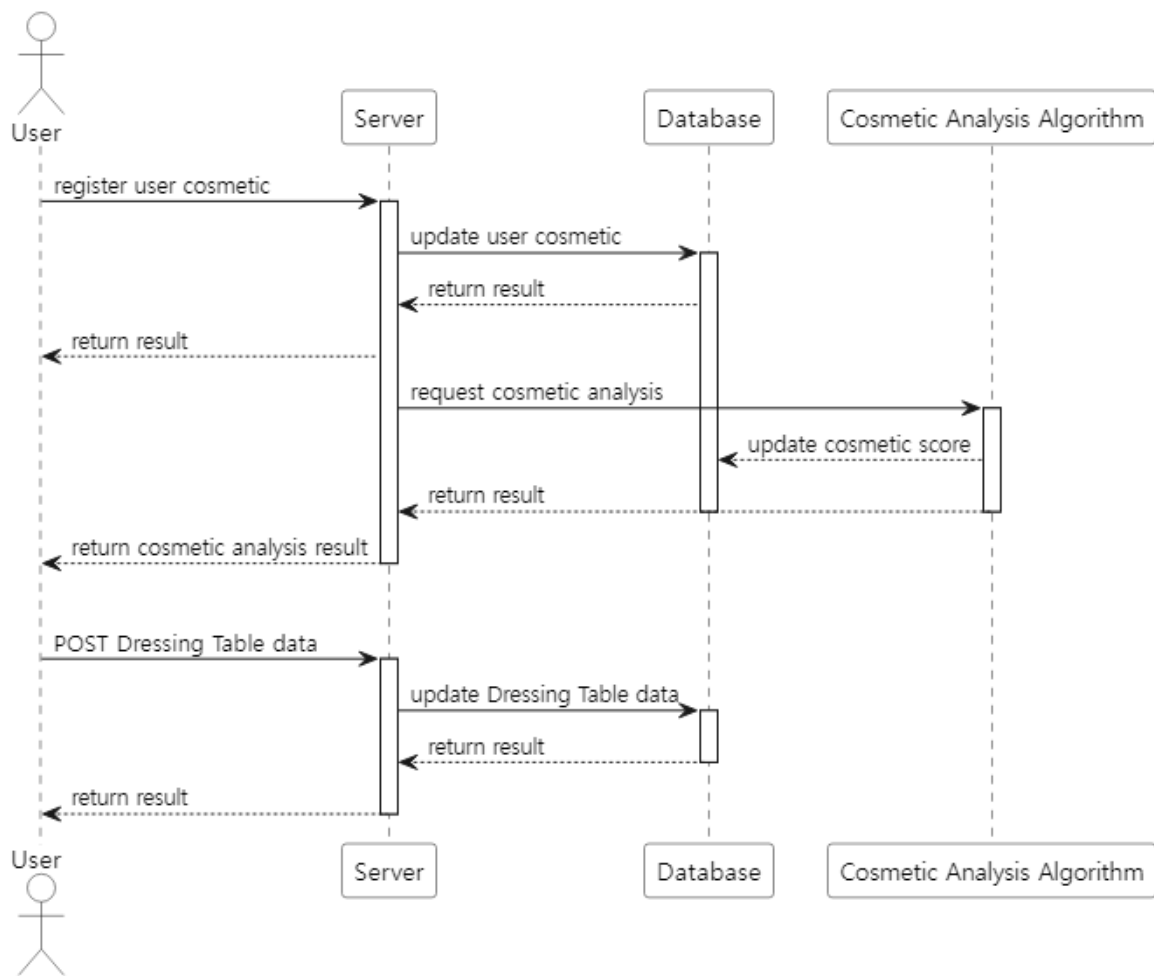 User
Server
Database
Cosmetic Analysis Algorithm
register user cosmetic
update user cosmetic
return result
return result
request cosmetic analysis
update cosmetic score
return result
return cosmetic analysis result
POST Dressing Table data
update Dressing Table data
return result
return result
User
Server
Database
Cosmetic Analysis Algorithm